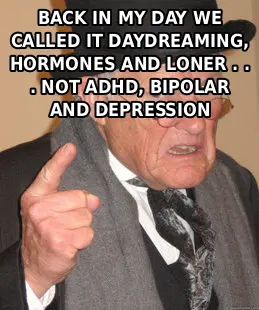 BACK IN MY DAY WE
CALLED IT DAYDREAMING,
HORMONES AND LONER . .
. NOT ADHD, BIPOLAR
AND DEPRESSION